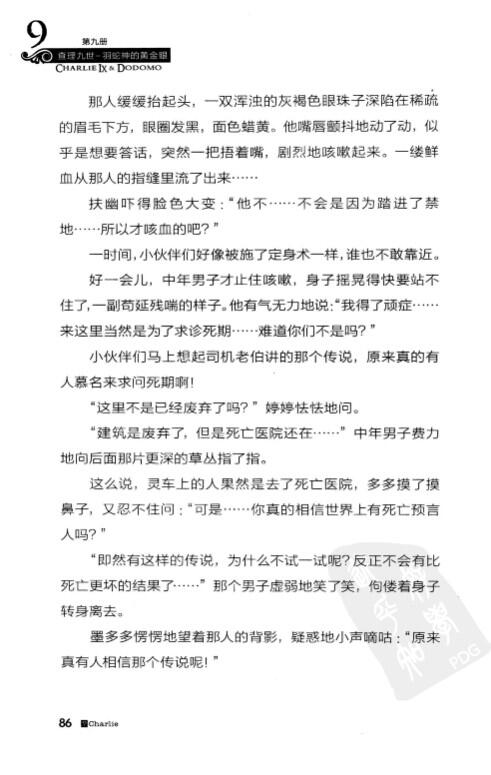 9
第九册
查理九世-羽蛇神的黄金眼
CHARLIE IX & DODOMO
那人缓缓抬起头，一双浑浊的灰褐色眼珠子深陷在稀疏
的眉毛下方，眼圈发黑，面色蜡黄。他嘴唇颤抖地动了动，似
乎是想要答话，突然一把捂着嘴，剧烈地咳嗽起来。一缕鲜
血从那人的指缝里流了出来……
扶幽吓得脸色大变：“他不……不会是因为踏进了禁
地……所以才咳血的吧？”
一时间，小伙伴们好像被施了定身术一样，谁也不敢靠近。
好一会儿，中年男子才止住咳嗽，身子摇晃得快要站不
住了，一副苟延残喘的样子。他有气无力地说：“我得了顽症……
来这里当然是为了求诊死期……难道你们不是吗？”
小伙伴们马上想起司机老伯讲的那个传说，原来真的有
人慕名来求问死期啊！
“这里不是已经废弃了吗？”婷婷怯怯地问。
“建筑是废弃了，但是死亡医院还在……”中年男子费力
地向后面那片更深的草丛指了指。
这么说，灵车上的人果然是去了死亡医院，多多摸了摸
鼻子，又忍不住问：“可是……你真的相信世界上有死亡预言
人吗？”
“即然有这样的传说，为什么不试一试呢？反正不会有比
死亡更坏的结果了……”那个男子虚弱地笑了笑，佝偻着身子
转身离去。
墨多多愣愣地望着那人的背影，疑惑地小声嘀咕：“原来
真有人相信那个传说呢！”
PDG
86 Charlie